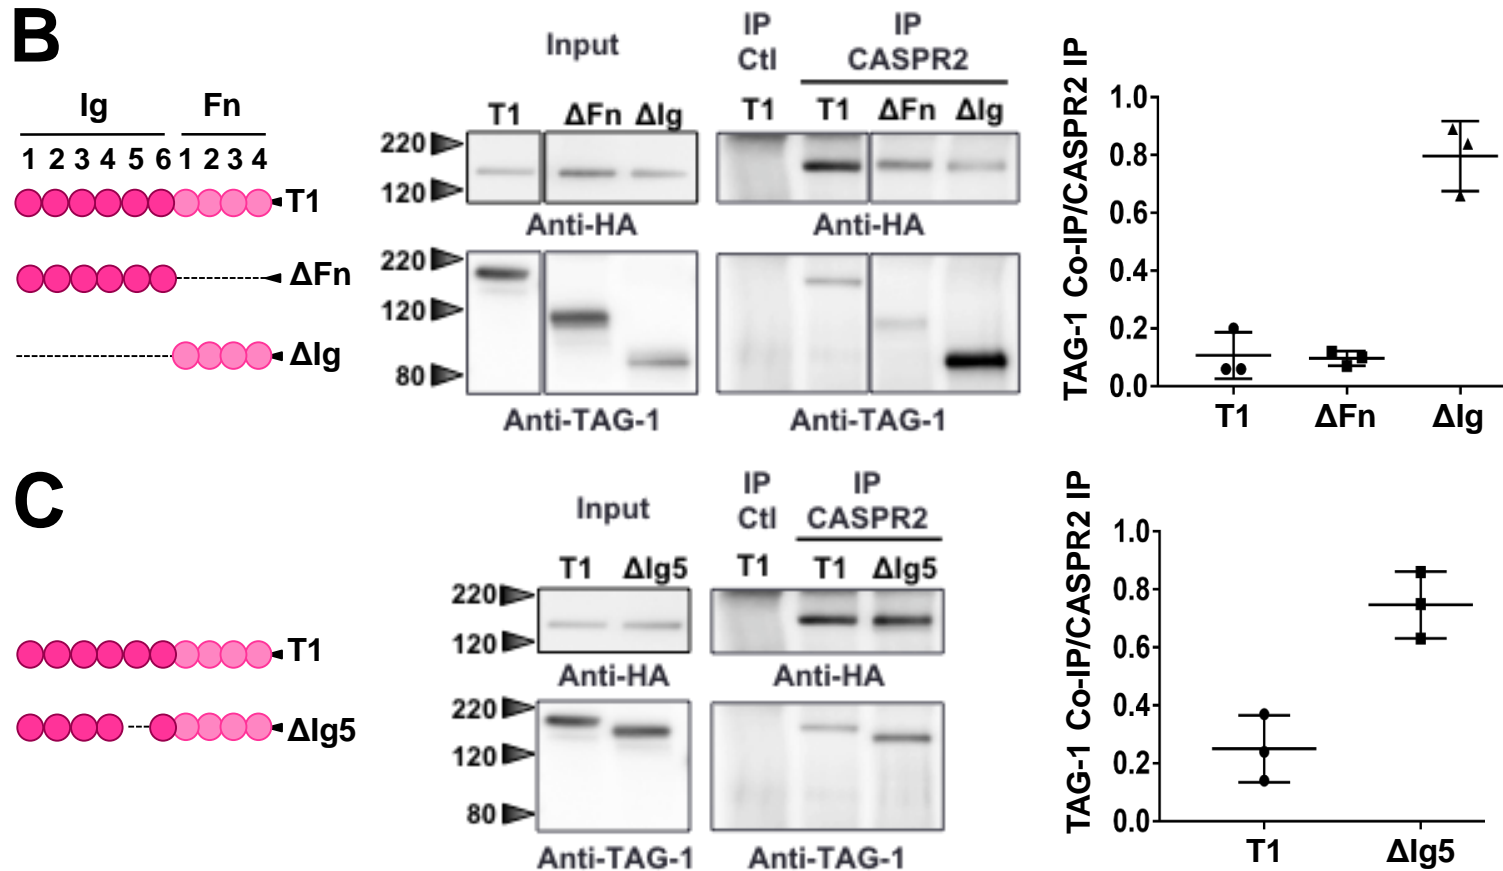 B
Ig Fn
1 2 3 4 5 6 1 2 3 4
T1
ΔFn
ΔIg
Input
T1 ΔFn ΔIg
220
120
Anti-HA
220
120
80
Anti-TAG-1
IP
Ctl
IP
CASPR2
T1 T1 ΔFn ΔIg
Anti-HA
Anti-TAG-1
TAG-1 Co-IP/CASPR2 IP
1.0
0.8
0.6
0.4
0.2
0.0
T1 ΔFn ΔIg
C
T1
ΔIg5
Input
T1 ΔIg5
220
120
Anti-HA
220
120
80
Anti-TAG-1
IP
Ctl
IP
CASPR2
T1 T1 ΔIg5
Anti-HA
Anti-TAG-1
TAG-1 Co-IP/CASPR2 IP
1.0
0.8
0.6
0.4
0.2
0.0
T1 ΔIg5